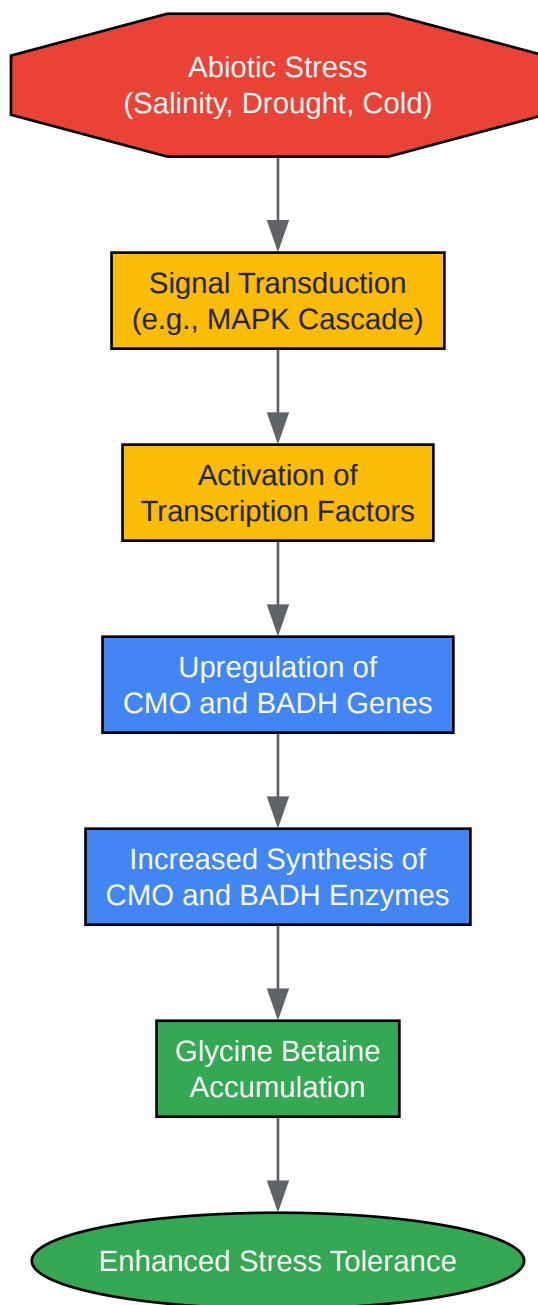 Abiotic Stress
(Salinity, Drought, Cold)
Signal Transduction
(e.g., MAPK Cascade)
Activation of
Transcription Factors
Upregulation of
CMO and BADH Genes
Increased Synthesis of
CMO and BADH Enzymes
Glycine Betaine
Accumulation
Enhanced Stress Tolerance